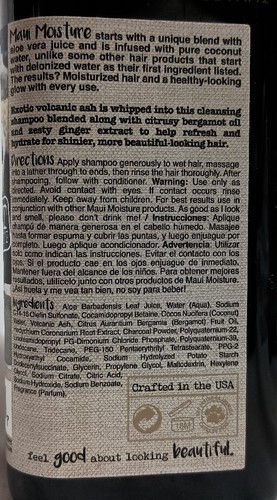 Maui Moisture starts with a unique blend with
aloe vera juice and is infused with pure coconut
water, unlike some other hair products that start
with deionized water as their first ingredient listed.
The results? Moisturized hair and a healthy-looking
glow with every use.
Exotic volcanic ash is whipped into this cleansing
shampoo blended along with citrusy bergamot oil
and zesty ginger extract to help refresh and
hydrate for shinier, more beautiful-looking hair.
Directions Apply shampoo generously to wet hair, massage
into a lather through to ends, then rinse the hair thoroughly. After
shampooing, follow with conditioner. Warning: Use only as
directed. Avoid contact with eyes. If contact occurs rinse
immediately. Keep away from children. For best results use in
conjunction with other Maui Moisture products. As good as I look
and smell, please don't drink me! / Instrucciones: Aplique
champú de manera generosa en el cabello húmedo. Masajee
hasta formar espuma y cubrir las puntas, y luego enjuague por
completo. Luego aplique acondicionador. Advertencia: Utilizar
solo como indican las instrucciones. Evitar el contacto con los
ojos. Si el producto cae en los ojos enjuague de inmediato.
Mantener fuera del alcance de los niños. Para obtener mejores
resultados, utilícelo junto con otros productos de Maui Moisture.
¡Así huela y me vea tan bien, no soy para beber!
Ingredients Aloe Barbadensis Leaf Juice, Water (Aqua), Sodium
C14-16 Olefin Sulfonate, Cocamidopropyl Betaine, Cocos Nucifera (Coconut)
Water, Volcanic Ash, Citrus Aurantium Bergamia (Bergamot) Fruit Oil,
Hedychium Coronarium Root Extract, Charcoal Powder, Polyquaternium-22,
Linoleamidopropyl PG-Dimonium Chloride Phosphate, Polyquaternium-39,
Undecane, Tridecane, PEG-150 Pentaerythrityl Tetrastearate, PPG-2
Hydroxyethyl Cocamide, Sodium Hydrolyzed Potato Starch
Dodecenylsuccinate, Glycerin, Propylene Glycol, Maltodextrin, Hexylene
Glycol, Sodium Citrate, Citric Acid,
Sodium Hydroxide, Sodium Benzoate,
Fragrance (Parfum).
Crafted in the USA
18M
feel good about looking beautiful.